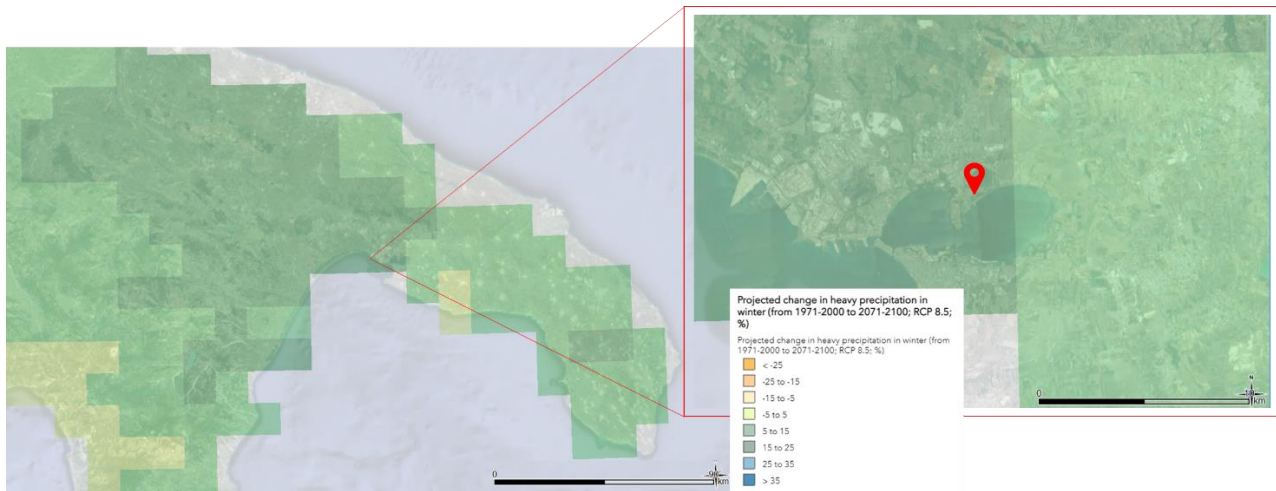 Projected change in heavy precipitation in
winter (from 1971-2000 to 2071-2100; RCP 8.5;
%)
Projected change in heavy precipitation in winter (from
1971-2000 to 2071-2100; RCP 8.5; %)
< -25
-25 to -15
-15 to -5
-5 to 5
5 to 15
15 to 25
25 to 35
> 35
0
km
N
0
km